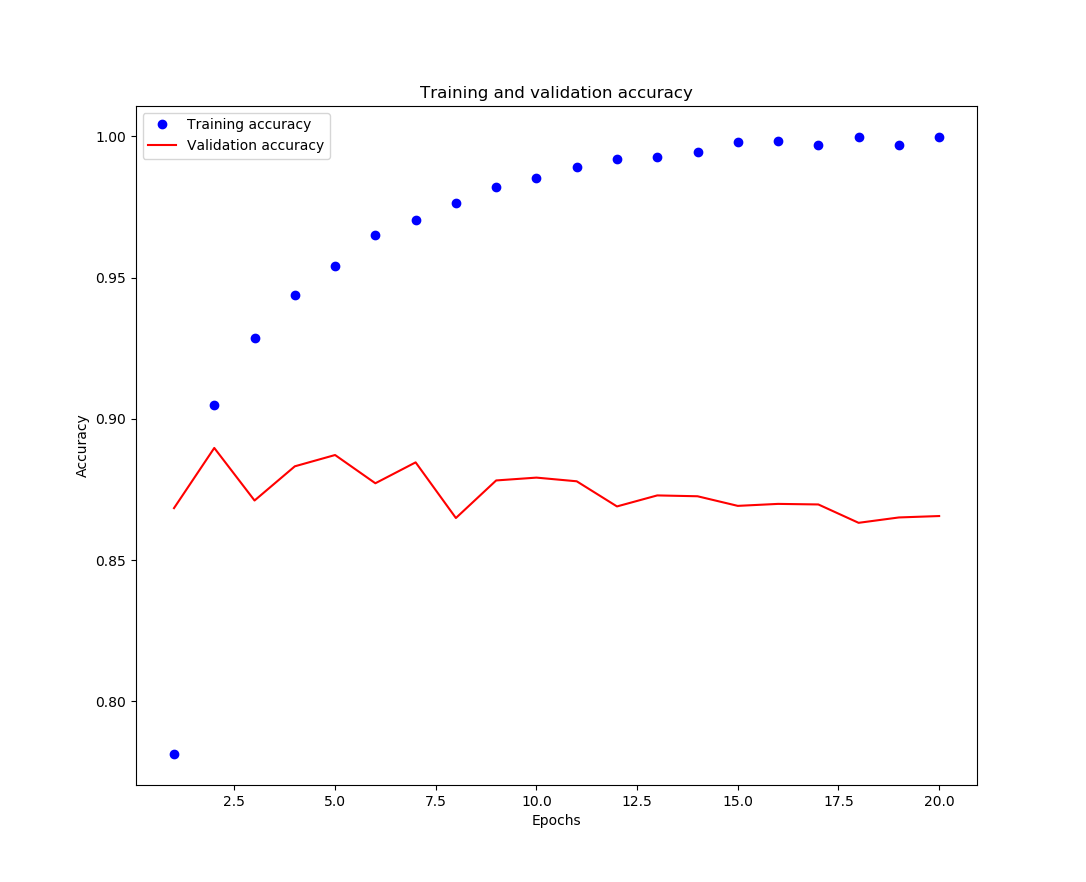 Training and validation accuracy
Training accuracy
Validation accuracy
1.00
0.95
0.90
0.85
0.80
Accuracy
2.5 5.0 7.5 10.0 12.5 15.0 17.5 20.0
Epochs